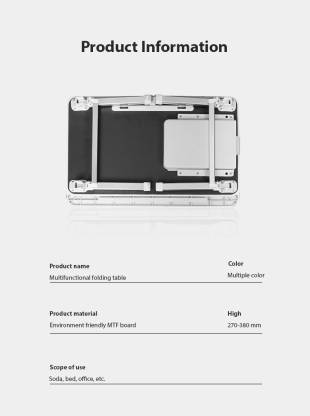 Product Information
Product name
Color
Multifunctional folding table
Multiple color
Product material
High
Environment friendly MTF board
270-380 mm
Scope of use
Soda, bed, office, etc.